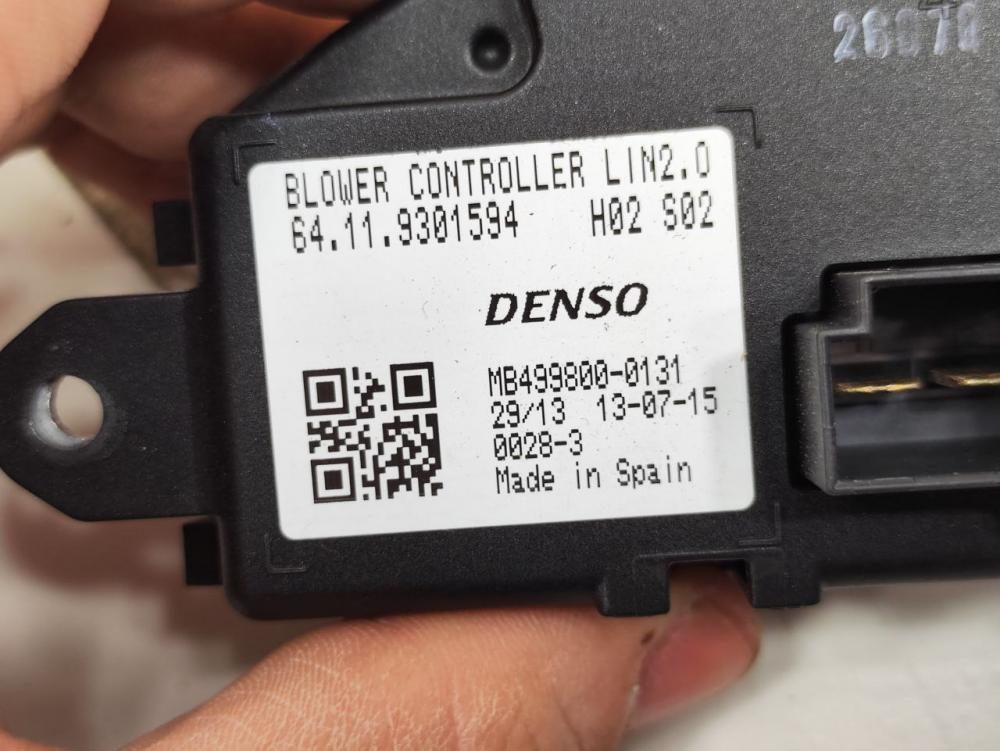 BLOWER CONTROLLER LIN2.0
64.11.9301594 H02 S02
DENSO
MB499800-0131
29/13 13-07-15
0028-3
Made in Spain